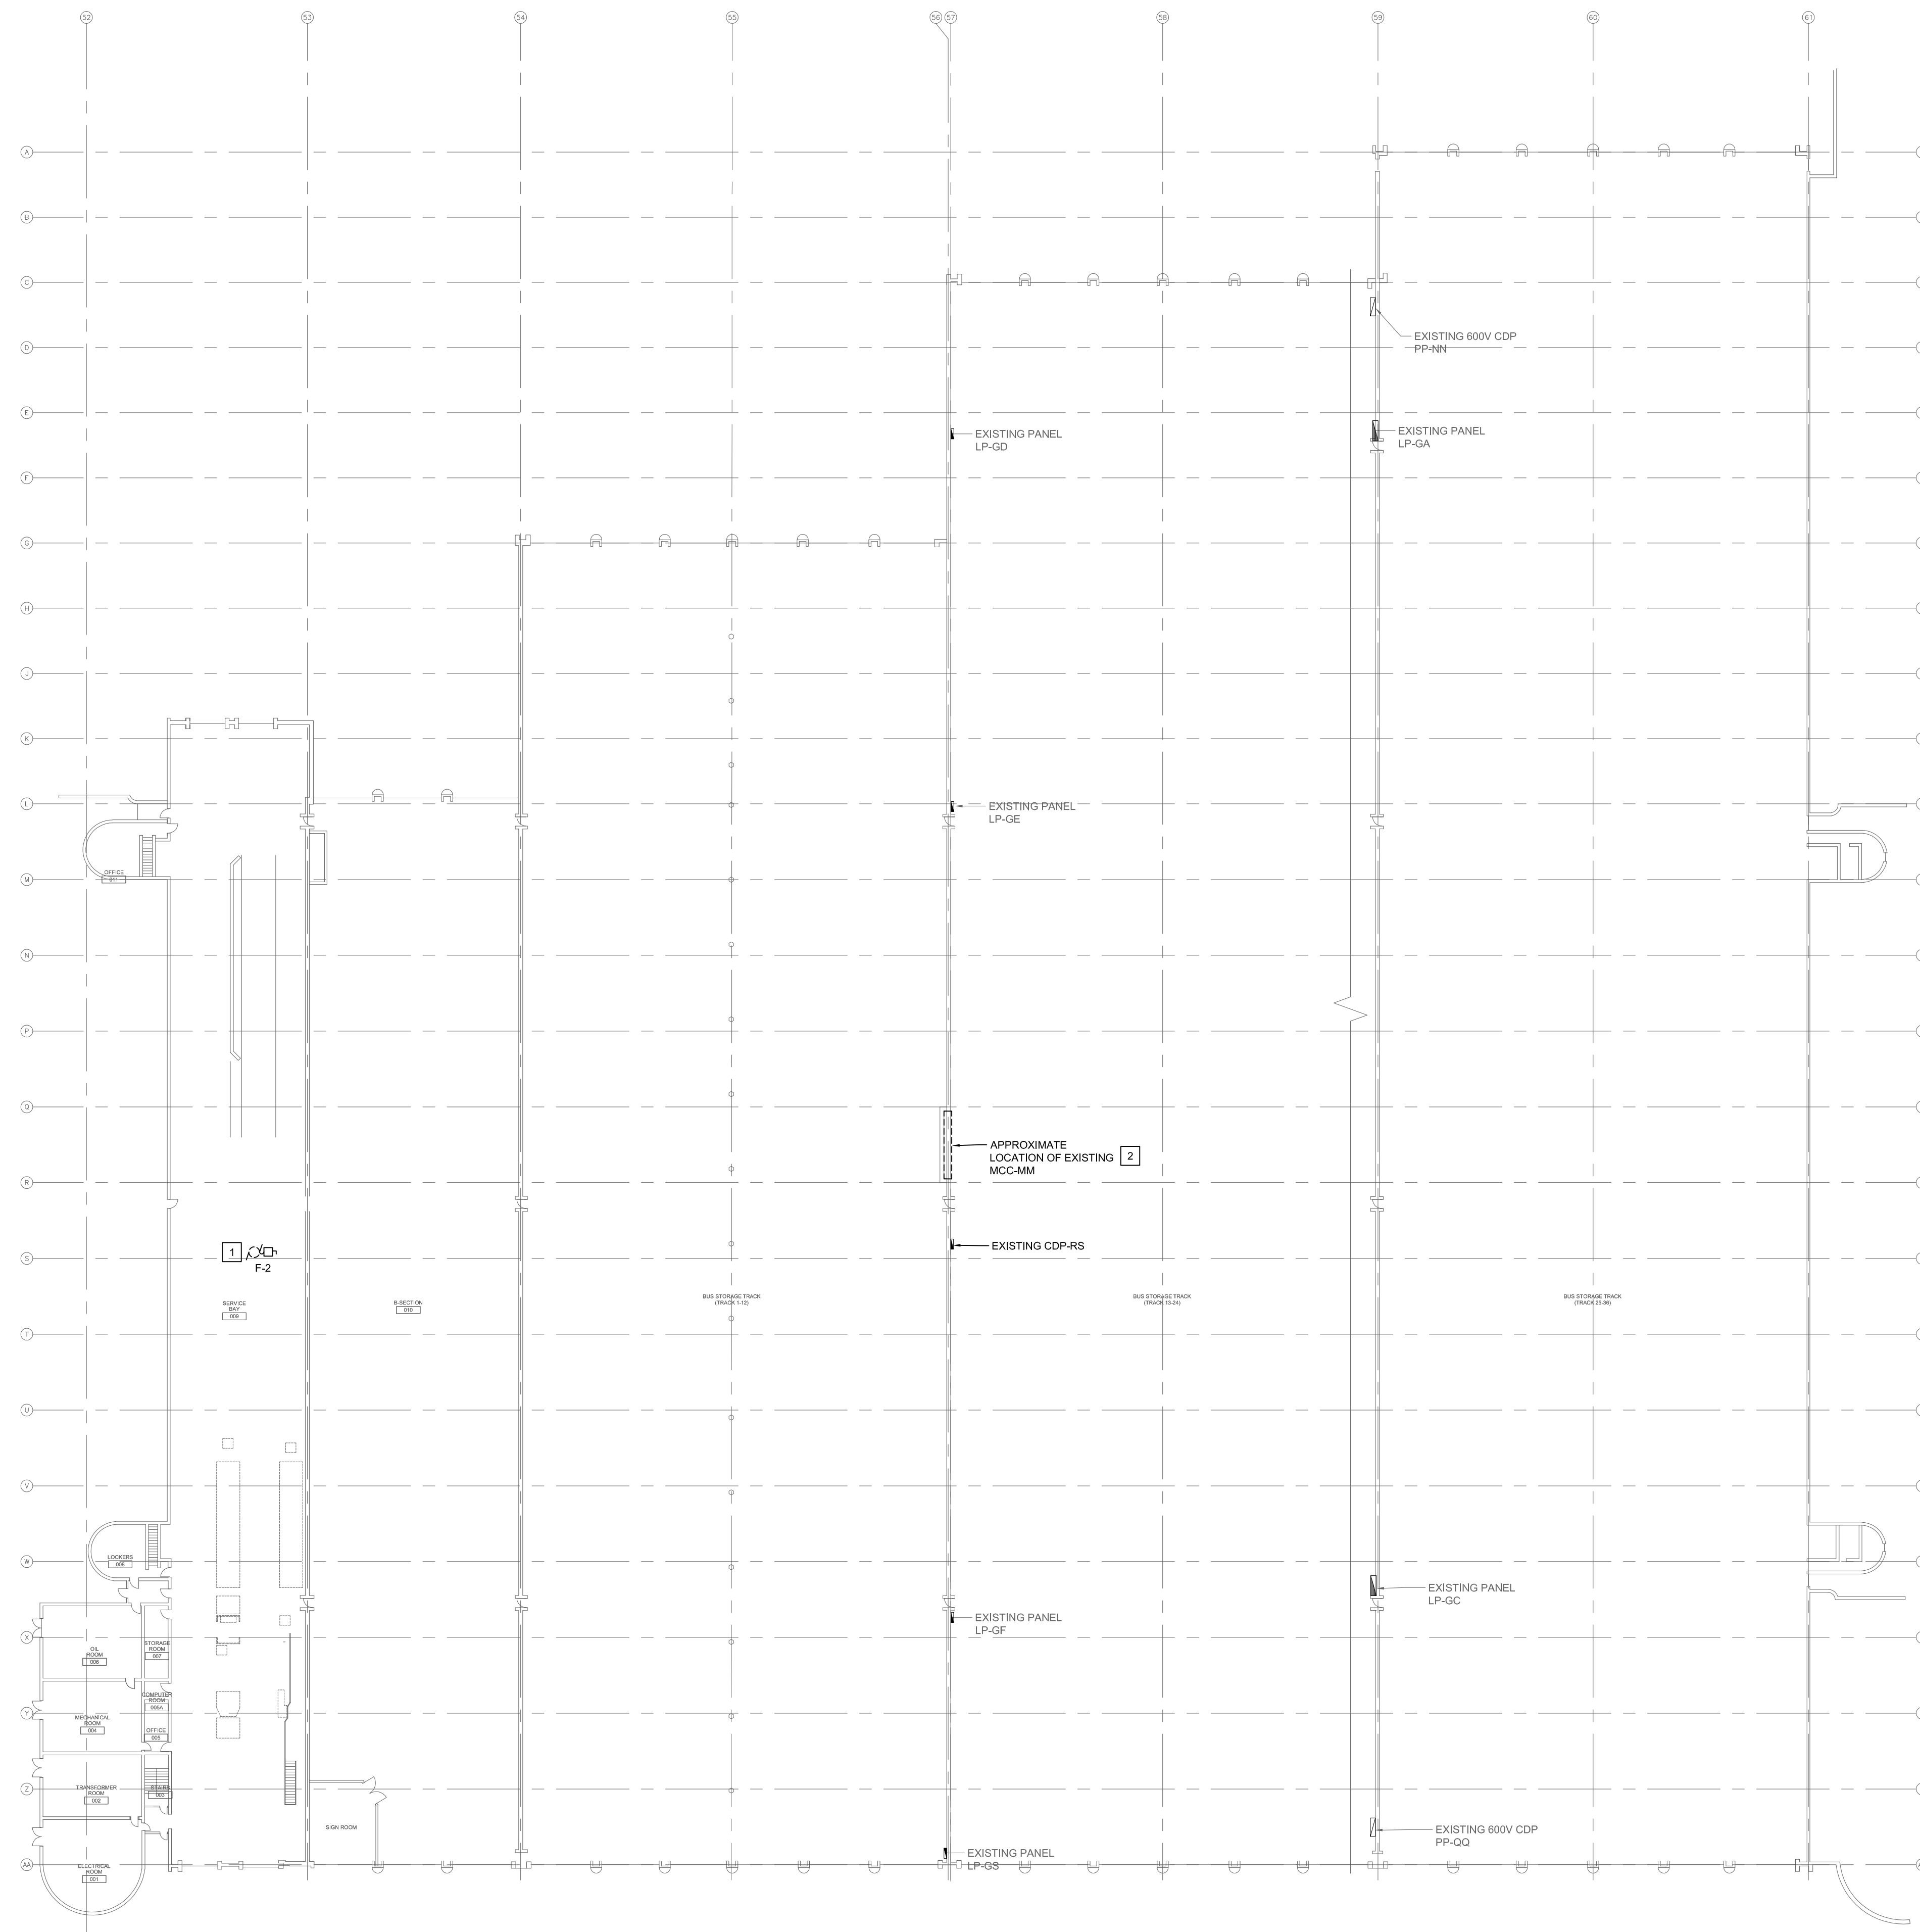 52
53
54
55
56
57
58
59
60
61
A
B
C
EXISTING 600V CDP
PP-NN
D
E
EXISTING PANEL
LP-GD
EXISTING PANEL
LP-GA
F
G
H
J
K
L
EXISTING PANEL
LP-GE
OFFICE
011
M
N
P
Q
APPROXIMATE
LOCATION OF EXISTING
MCC-MM
2
R
EXISTING CDP-RS
1
F-2
S
SERVICE
BAY
009
B-SECTION
010
BUS STORAGE TRACK
(TRACK 1-12)
BUS STORAGE TRACK
(TRACK 13-24)
BUS STORAGE TRACK
(TRACK 25-36)
T
U
V
LOCKERS
008
W
EXISTING PANEL
LP-GC
EXISTING PANEL
LP-GF
X
OIL
ROOM
006
STORAGE
ROOM
007
COMPUTER
ROOM
005A
Y
MECHANICAL
ROOM
004
OFFICE
005
Z
TRANSFORMER
ROOM
002
STAIRS
003
SIGN ROOM
EXISTING 600V CDP
PP-QQ
EXISTING PANEL
LP-GS
AA
ELECTRICAL
ROOM
001